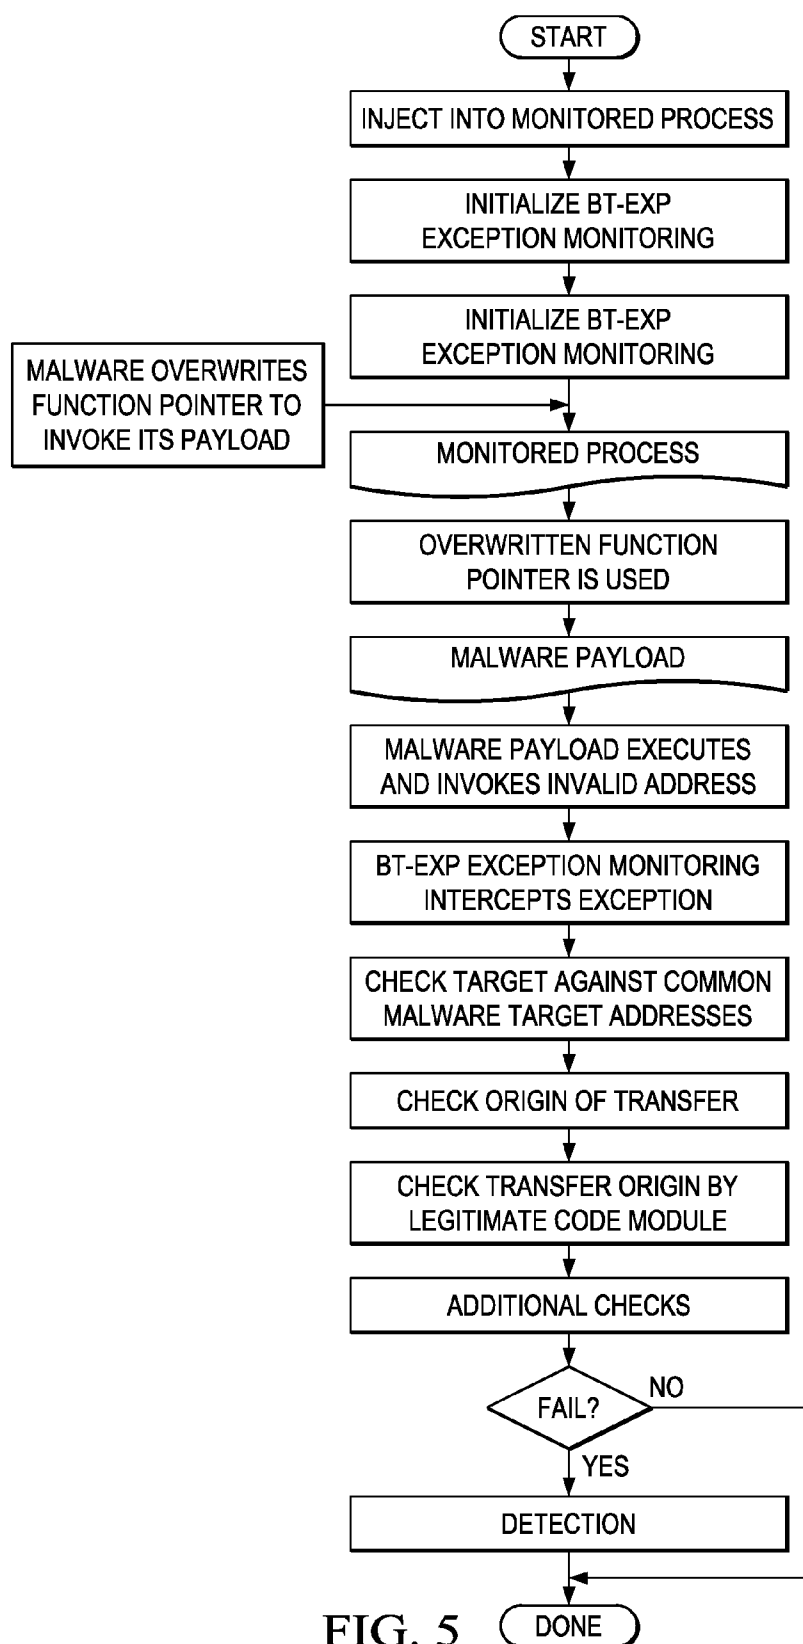 START
INJECT INTO MONITORED PROCESS
INITIALIZE BT-EXP
EXCEPTION MONITORING
INITIALIZE BT-EXP
EXCEPTION MONITORING
MALWARE OVERWRITES
FUNCTION POINTER TO
INVOKE ITS PAYLOAD
MONITORED PROCESS
OVERWRITTEN FUNCTION
POINTER IS USED
MALWARE PAYLOAD
MALWARE PAYLOAD EXECUTES
AND INVOKES INVALID ADDRESS
BT-EXP EXCEPTION MONITORING
INTERCEPTS EXCEPTION
CHECK TARGET AGAINST COMMON
MALWARE TARGET ADDRESSES
CHECK ORIGIN OF TRANSFER
CHECK TRANSFER ORIGIN BY
LEGITIMATE CODE MODULE
ADDITIONAL CHECKS
FAIL?
NO
YES
DETECTION
DONE
FIG. 5